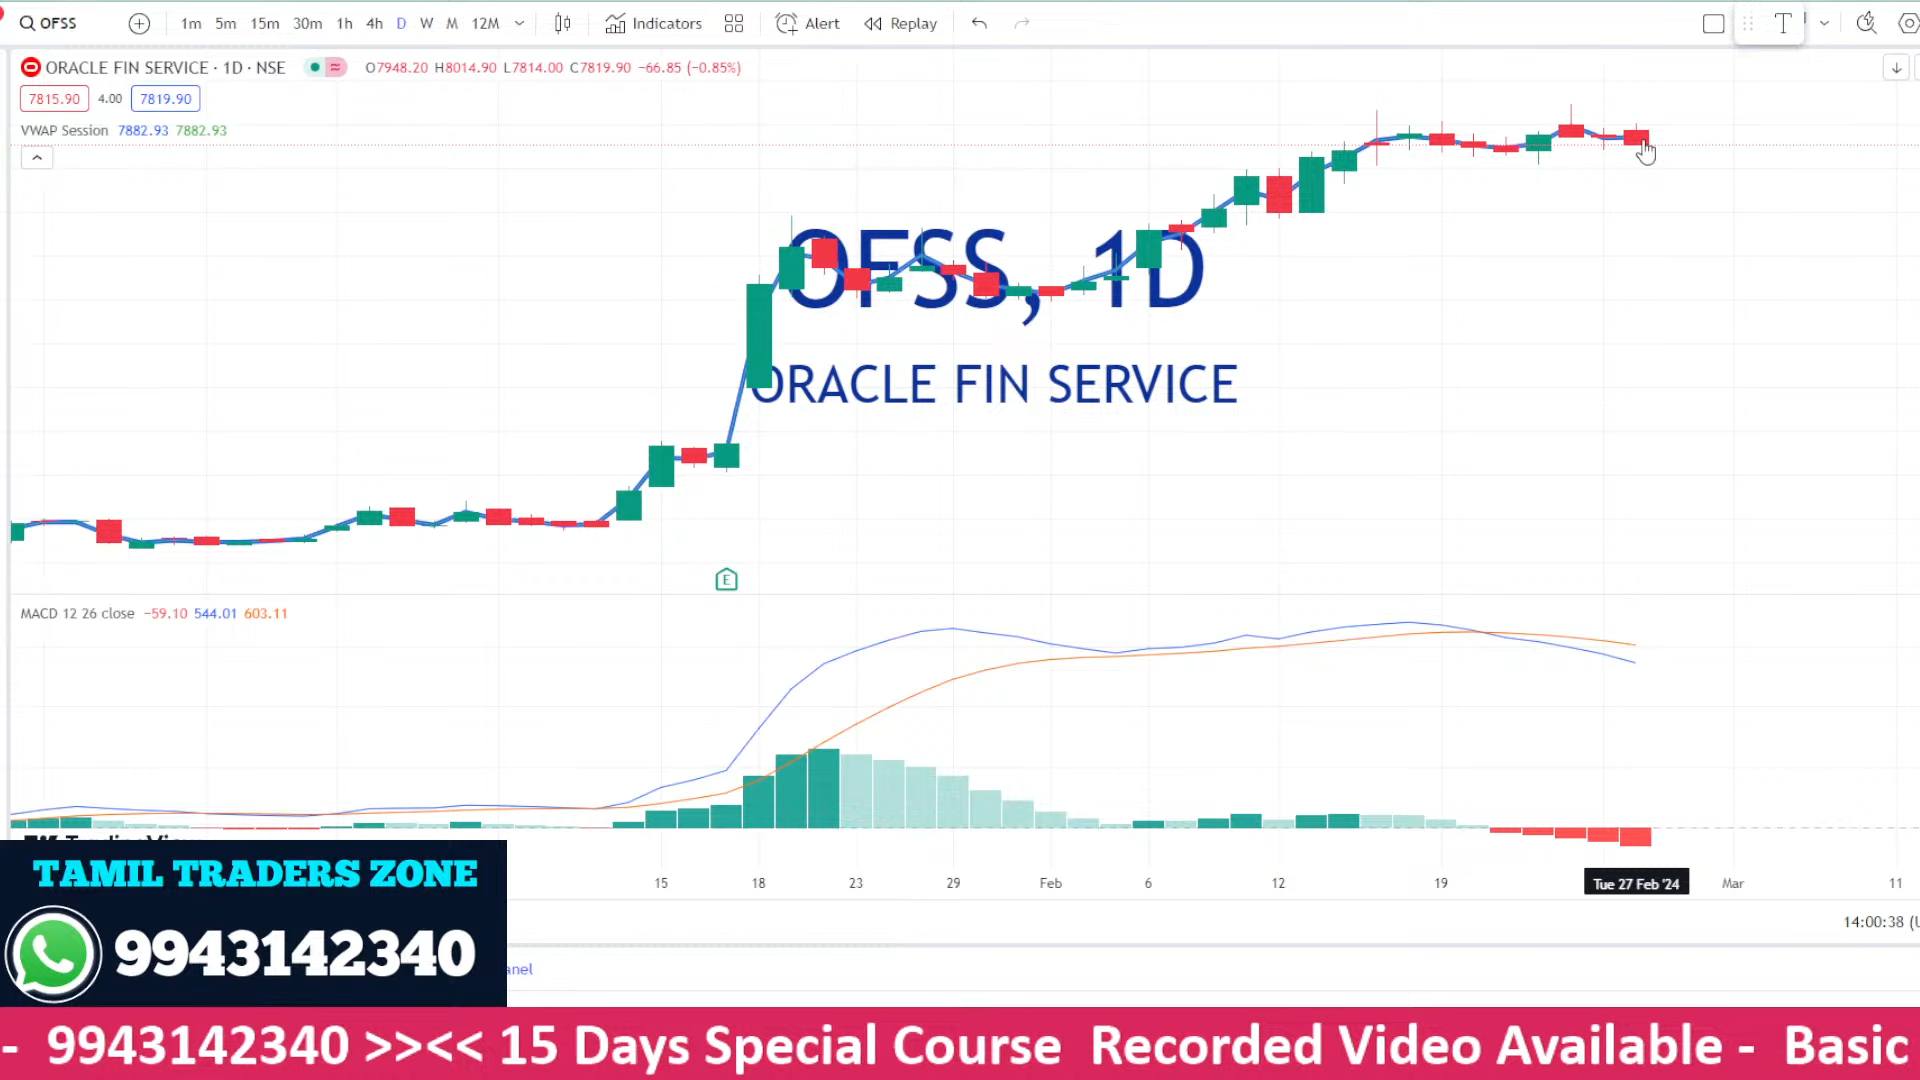 OFSS 1m 5m 15m 30m 1h 4h D W M 12M Indicators Alert Replay T
ORACLE FIN SERVICE · 1D · NSE O7948.20 H8014.90 L7814.00 C7819.90 −66.85 (−0.85%)
7815.90 4.00 7819.90
VWAP Session 7882.93 7882.93
OFSS, 1D
ORACLE FIN SERVICE
E
MACD 12 26 close −59.10 544.01 603.11
TradingView
15 18 23 29 Feb 6 12 19 Tue 27 Feb '24 Mar 11
14:00:38 (U
TAMIL TRADERS ZONE
9943142340
anel
- 9943142340 >><< 15 Days Special Course Recorded Video Available - Basic